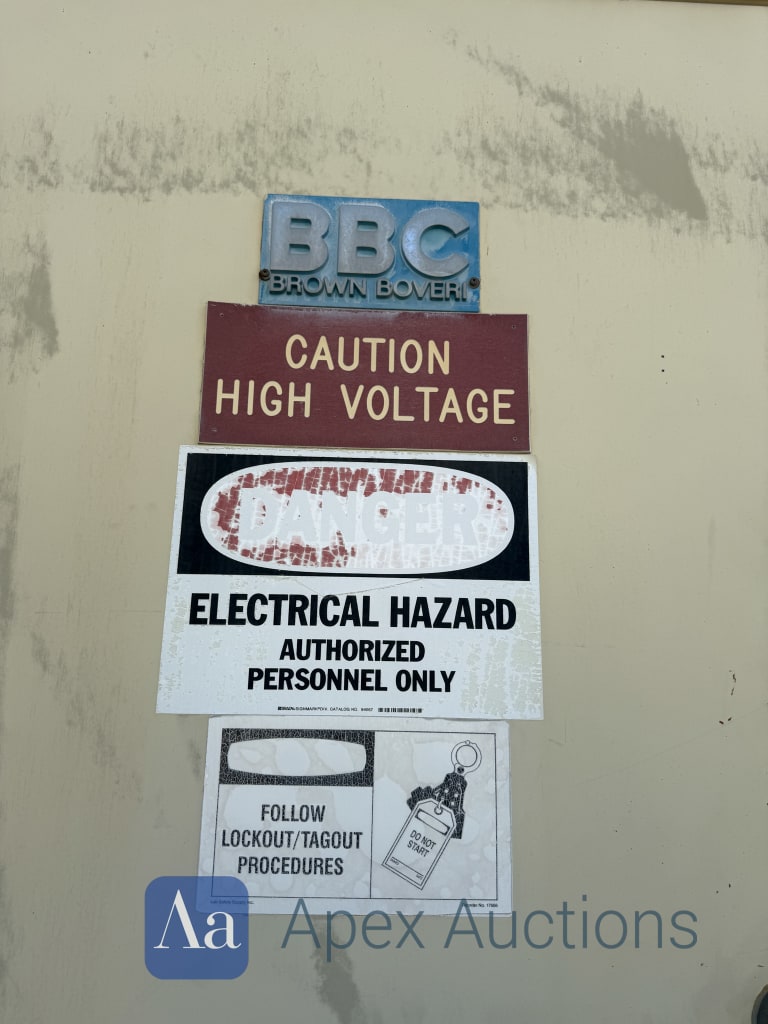 BBC
BROWN BOVERI
CAUTION
HIGH VOLTAGE
DANGER
ELECTRICAL HAZARD
AUTHORIZED
PERSONNEL ONLY
FOLLOW
LOCKOUT/TAGOUT
PROCEDURES
DO NOT
START
Aa Apex Auctions